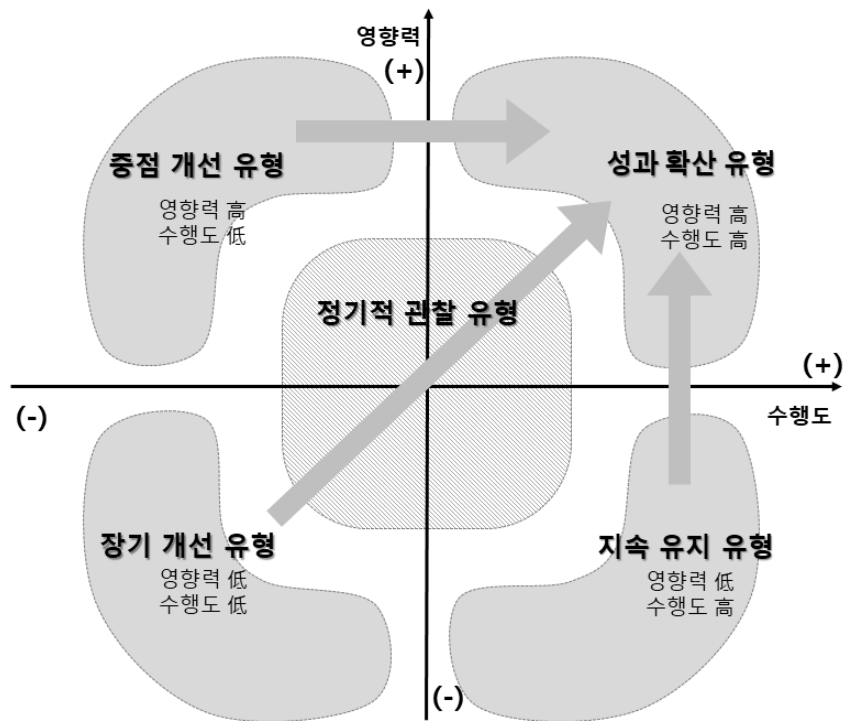 영향력
(+)
중점 개선 유형
영향력 高
수행도 低
성과 확산 유형
영향력 高
수행도 高
정기적 관찰 유형
(+)
(-)
수행도
장기 개선 유형
영향력 低
수행도 低
지속 유지 유형
영향력 低
수행도 高
(-)